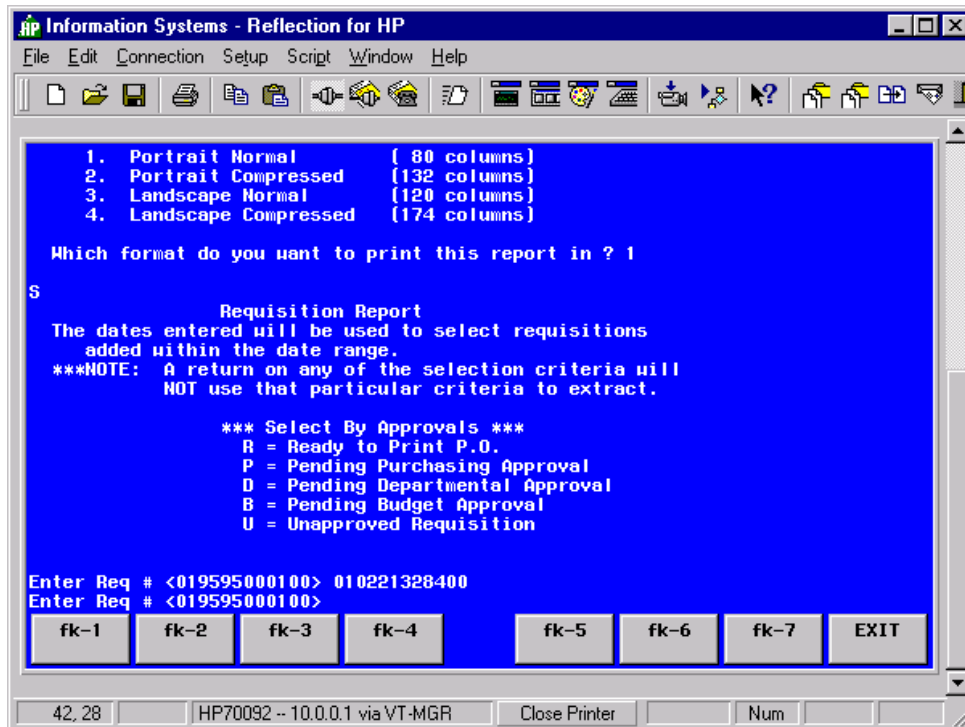 Information Systems - Reflection for HP
File Edit Connection Setup Script Window Help
1. Portrait Normal ( 80 columns)
2. Portrait Compressed (132 columns)
3. Landscape Normal (120 columns)
4. Landscape Compressed (174 columns)
Which format do you want to print this report in ? 1
S
Requisition Report
The dates entered will be used to select requisitions
added within the date range.
***NOTE: A return on any of the selection criteria will
NOT use that particular criteria to extract.
*** Select By Approvals ***
R = Ready to Print P.O.
P = Pending Purchasing Approval
D = Pending Departmental Approval
B = Pending Budget Approval
U = Unapproved Requisition
Enter Req # <019595000100> 010221328400
Enter Req # <019595000100>
fk-1 fk-2 fk-3 fk-4 fk-5 fk-6 fk-7 EXIT
42, 28 HP70092 -- 10.0.0.1 via VT-MGR Close Printer Num